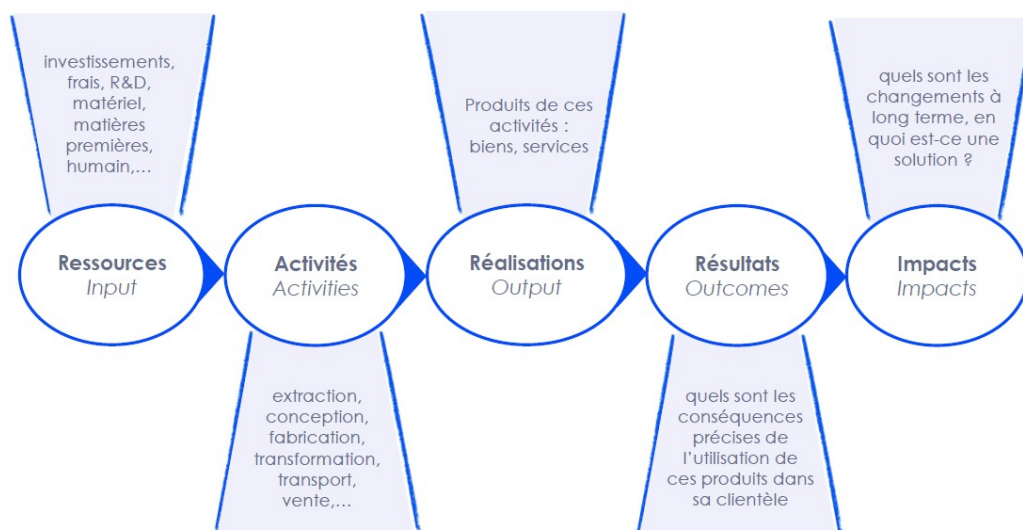 investissements,
frais, R&D,
matériel,
matières
premières,
humain,...
Produits de ces
activités :
biens, services
quels sont les
changements à
long terme, en
quoi est-ce une
solution ?
Ressources
Input
Activités
Activities
Réalisations
Output
Résultats
Outcomes
Impacts
Impacts
extraction,
conception,
fabrication,
transformation,
transport,
vente,...
quels sont les
conséquences
précises de
l'utilisation de
ces produits dans
sa clientèle